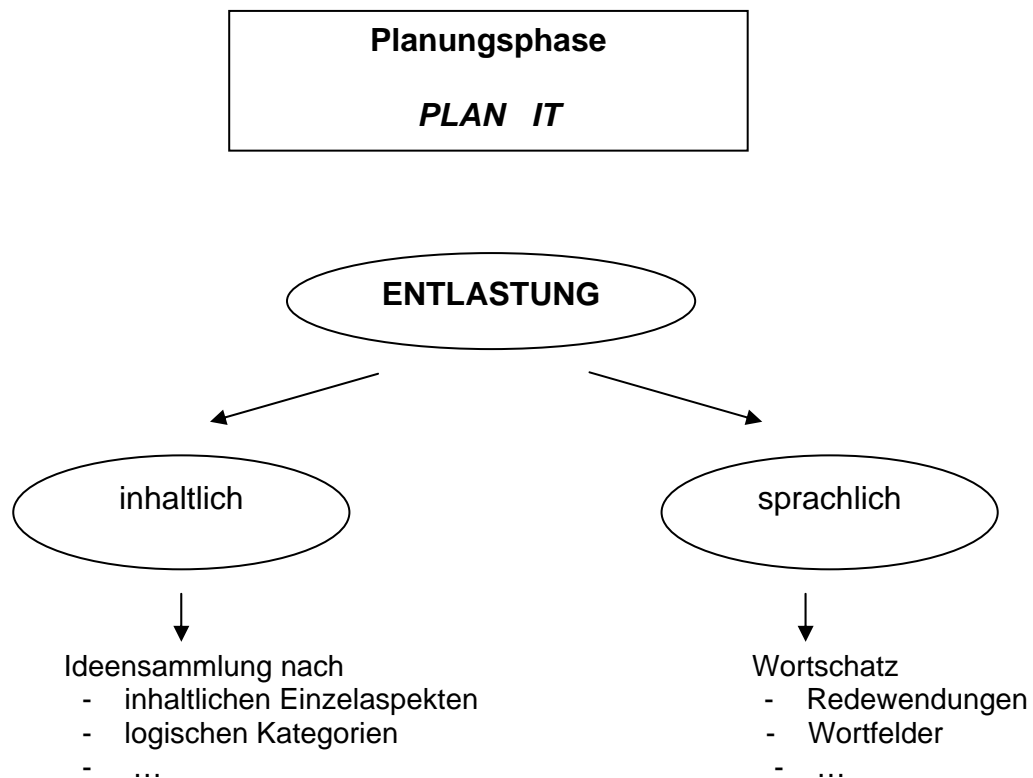 Planungsphase
PLAN IT
ENTLASTUNG
inhaltlich
sprachlich
Ideensammlung nach
- inhaltlichen Einzelaspekten
- logischen Kategorien
- ...
Wortschatz
- Redewendungen
- Wortfelder
- ...